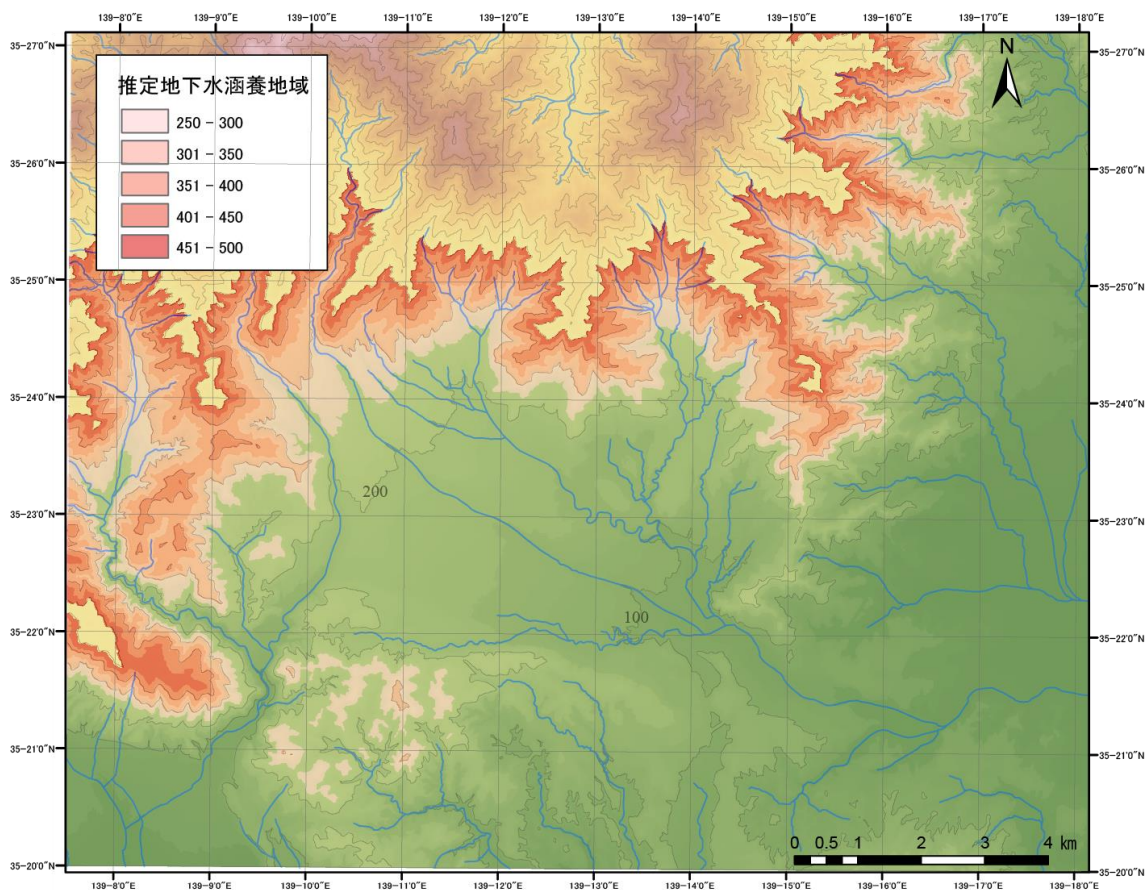 139-8'0"E 139-9'0"E 139-10'0"E 139-11'0"E 139-12'0"E 139-13'0"E 139-14'0"E 139-15'0"E 139-16'0"E 139-17'0"E 139-18'0"E
35-27'0"N 35-27'0"N
N
推定地下水涵養地域
250 – 300
301 – 350
351 – 400
401 – 450
451 – 500
35-26'0"N 35-26'0"N
35-25'0"N 35-25'0"N
35-24'0"N 35-24'0"N
200
35-23'0"N 35-23'0"N
100
35-22'0"N 35-22'0"N
35-21'0"N 35-21'0"N
0 0.5 1 2 3 4 km
35-20'0"N 35-20'0"N
139-8'0"E 139-9'0"E 139-10'0"E 139-11'0"E 139-12'0"E 139-13'0"E 139-14'0"E 139-15'0"E 139-16'0"E 139-17'0"E 139-18'0"E